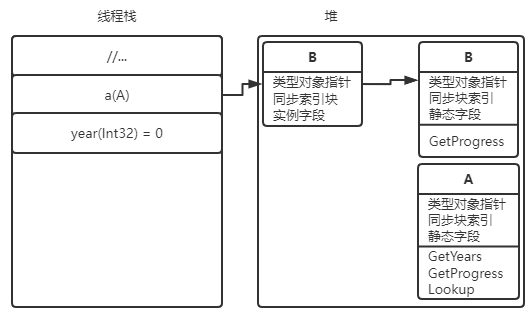 线程栈
堆
//...
a(A)
year(Int32) = 0
B
类型对象指针
同步索引块
实例字段
B
类型对象指针
同步块索引
静态字段
GetProgress
A
类型对象指针
同步块索引
静态字段
GetYears
GetProgress
Lookup